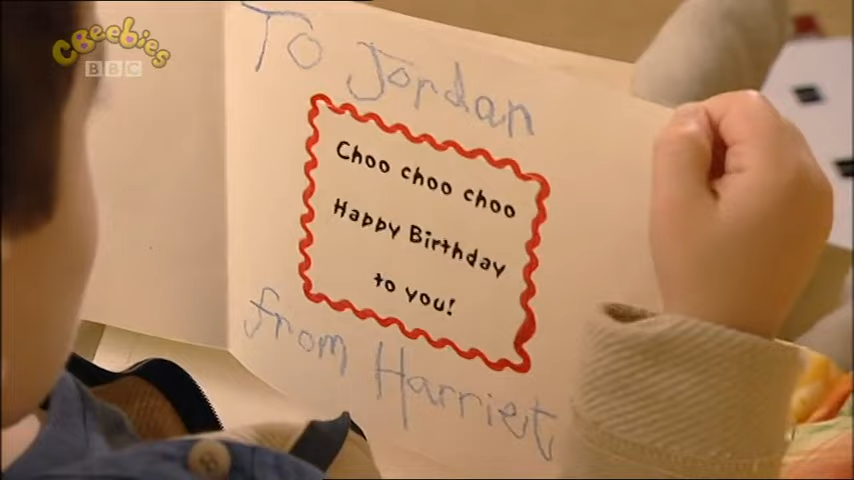 CBeebies
BBC
To Jordan
Choo choo choo
Happy Birthday
to you!
from Harriet